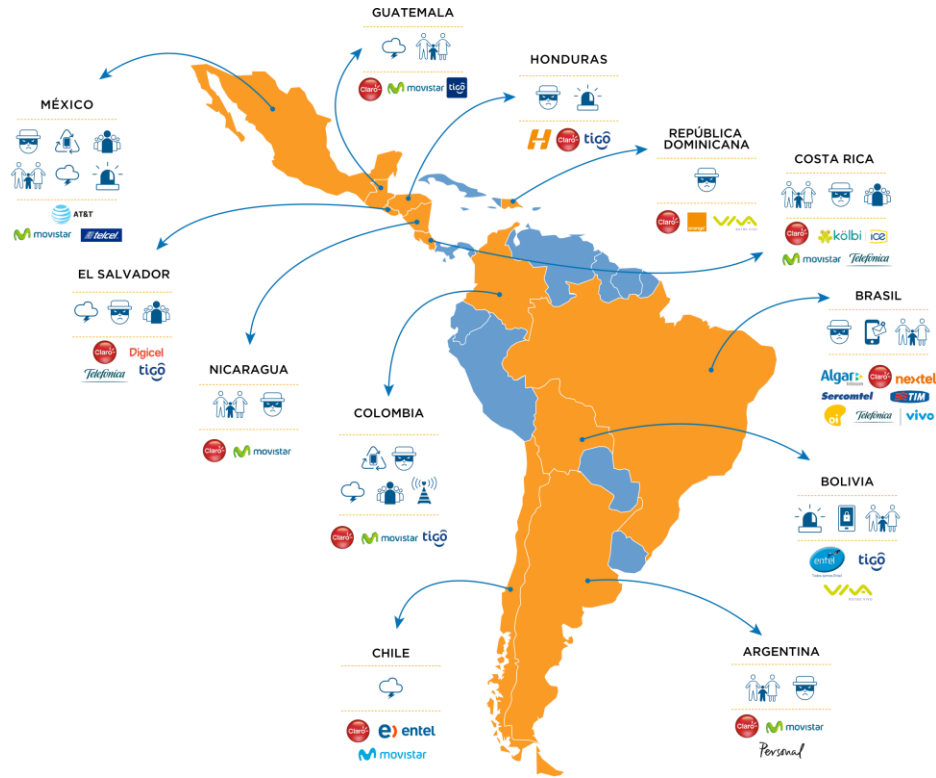 GUATEMALA
Claro movistar tigo
HONDURAS
H Claro tigo
MÉXICO
AT&T
movistar telcel
REPÚBLICA
DOMINICANA
Claro orange VIVA
COSTA RICA
Claro kölbi ice
movistar Telefónica
EL SALVADOR
Claro Digicel
Telefónica tigo
BRASIL
Algar Claro nextel
Sercomtel TIM
oi Telefónica vivo
NICARAGUA
Claro movistar
COLOMBIA
Claro movistar tigo
BOLIVIA
entel tigo
VIVA
CHILE
Claro e) entel
movistar
ARGENTINA
Claro movistar
Personal